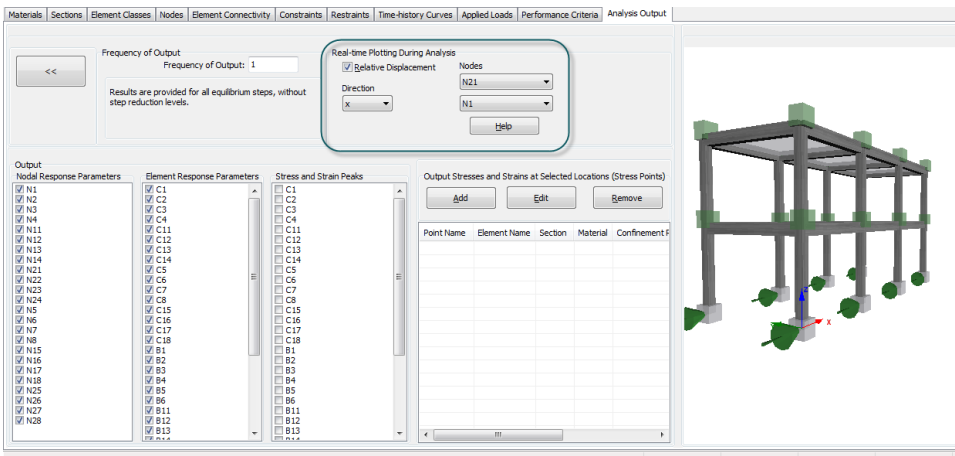 Materials Sections Element Classes Nodes Element Connectivity Constraints Restraints Time-history Curves Applied Loads Performance Criteria Analysis Output
<<
Frequency of Output
Frequency of Output: 1
Results are provided for all equilibrium steps, without
step reduction levels.
Real-time Plotting During Analysis
Relative Displacement
Nodes
N21
Direction
x
N1
Help
Output
Nodal Response Parameters
N1
N2
N3
N4
N11
N12
N13
N14
N21
N22
N23
N24
N5
N6
N7
N8
N15
N16
N17
N18
N25
N26
N27
N28
Element Response Parameters
C1
C2
C3
C4
C11
C12
C13
C14
C5
C6
C7
C8
C15
C16
C17
C18
B1
B2
B3
B4
B5
B6
B11
B12
B13
B14
Stress and Strain Peaks
C1
C2
C3
C4
C11
C12
C13
C14
C5
C6
C7
C8
C15
C16
C17
C18
B1
B2
B3
B4
B5
B6
B11
B12
B13
B14
Output Stresses and Strains at Selected Locations (Stress Points)
Add Edit Remove
Point Name Element Name Section Material Confinement F
z
X